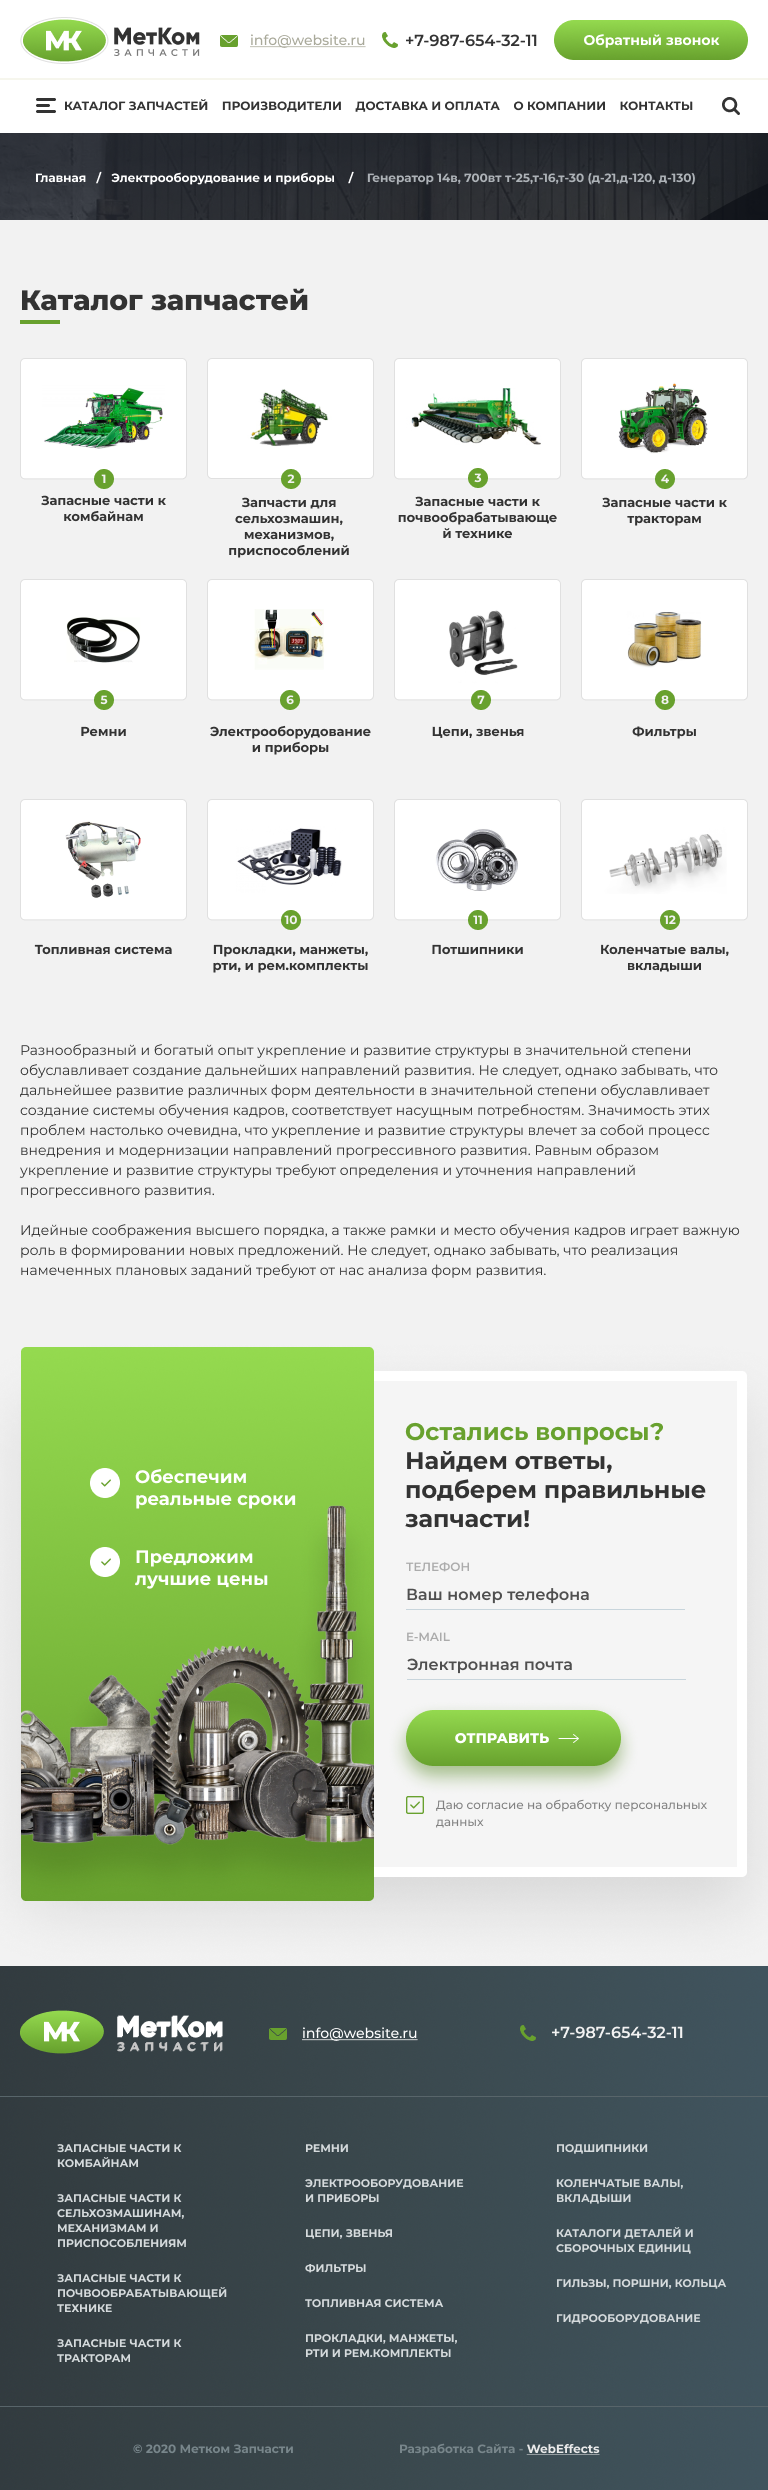 МК МетКом
ЗАПЧАСТИ
info@website.ru
+7-987-654-32-11
Обратный звонок
КАТАЛОГ ЗАПЧАСТЕЙ ПРОИЗВОДИТЕЛИ ДОСТАВКА И ОПЛАТА О КОМПАНИИ КОНТАКТЫ
Главная / Электрооборудование и приборы / Генератор 14в, 700вт т-25,т-16,т-30 (д-21,д-120, д-130)
Каталог запчастей
1
Запасные части к
комбайнам
2
Запчасти для
сельхозмашин,
механизмов,
приспособлений
3
Запасные части к
почвообрабатывающе
й технике
4
Запасные части к
тракторам
5
Ремни
6
Электрооборудование
и приборы
7
Цепи, звенья
8
Фильтры
Топливная система
10
Прокладки, манжеты,
рти, и рем.комплекты
11
Потшипники
12
Коленчатые валы,
вкладыши
Разнообразный и богатый опыт укрепление и развитие структуры в значительной степени
обуславливает создание дальнейших направлений развития. Не следует, однако забывать, что
дальнейшее развитие различных форм деятельности в значительной степени обуславливает
создание системы обучения кадров, соответствует насущным потребностям. Значимость этих
проблем настолько очевидна, что укрепление и развитие структуры влечет за собой процесс
внедрения и модернизации направлений прогрессивного развития. Равным образом
укрепление и развитие структуры требуют определения и уточнения направлений
прогрессивного развития.
Идейные соображения высшего порядка, а также рамки и место обучения кадров играет важную
роль в формировании новых предложений. Не следует, однако забывать, что реализация
намеченных плановых заданий требуют от нас анализа форм развития.
Обеспечим
реальные сроки
Предложим
лучшие цены
Остались вопросы?
Найдем ответы,
подберем правильные
запчасти!
ТЕЛЕФОН
Ваш номер телефона
E-MAIL
Электронная почта
ОТПРАВИТЬ
Даю согласие на обработку персональных
данных
МК МетКом
ЗАПЧАСТИ
info@website.ru
+7-987-654-32-11
ЗАПАСНЫЕ ЧАСТИ К
КОМБАЙНАМ
ЗАПАСНЫЕ ЧАСТИ К
СЕЛЬХОЗМАШИНАМ,
МЕХАНИЗМАМ И
ПРИСПОСОБЛЕНИЯМ
ЗАПАСНЫЕ ЧАСТИ К
ПОЧВООБРАБАТЫВАЮЩЕЙ
ТЕХНИКЕ
ЗАПАСНЫЕ ЧАСТИ К
ТРАКТОРАМ
РЕМНИ
ЭЛЕКТРООБОРУДОВАНИЕ
И ПРИБОРЫ
ЦЕПИ, ЗВЕНЬЯ
ФИЛЬТРЫ
ТОПЛИВНАЯ СИСТЕМА
ПРОКЛАДКИ, МАНЖЕТЫ,
РТИ И РЕМ.КОМПЛЕКТЫ
ПОДШИПНИКИ
КОЛЕНЧАТЫЕ ВАЛЫ,
ВКЛАДЫШИ
КАТАЛОГИ ДЕТАЛЕЙ И
СБОРОЧНЫХ ЕДИНИЦ
ГИЛЬЗЫ, ПОРШНИ, КОЛЬЦА
ГИДРООБОРУДОВАНИЕ
© 2020 Метком Запчасти
Разработка Сайта - WebEffects